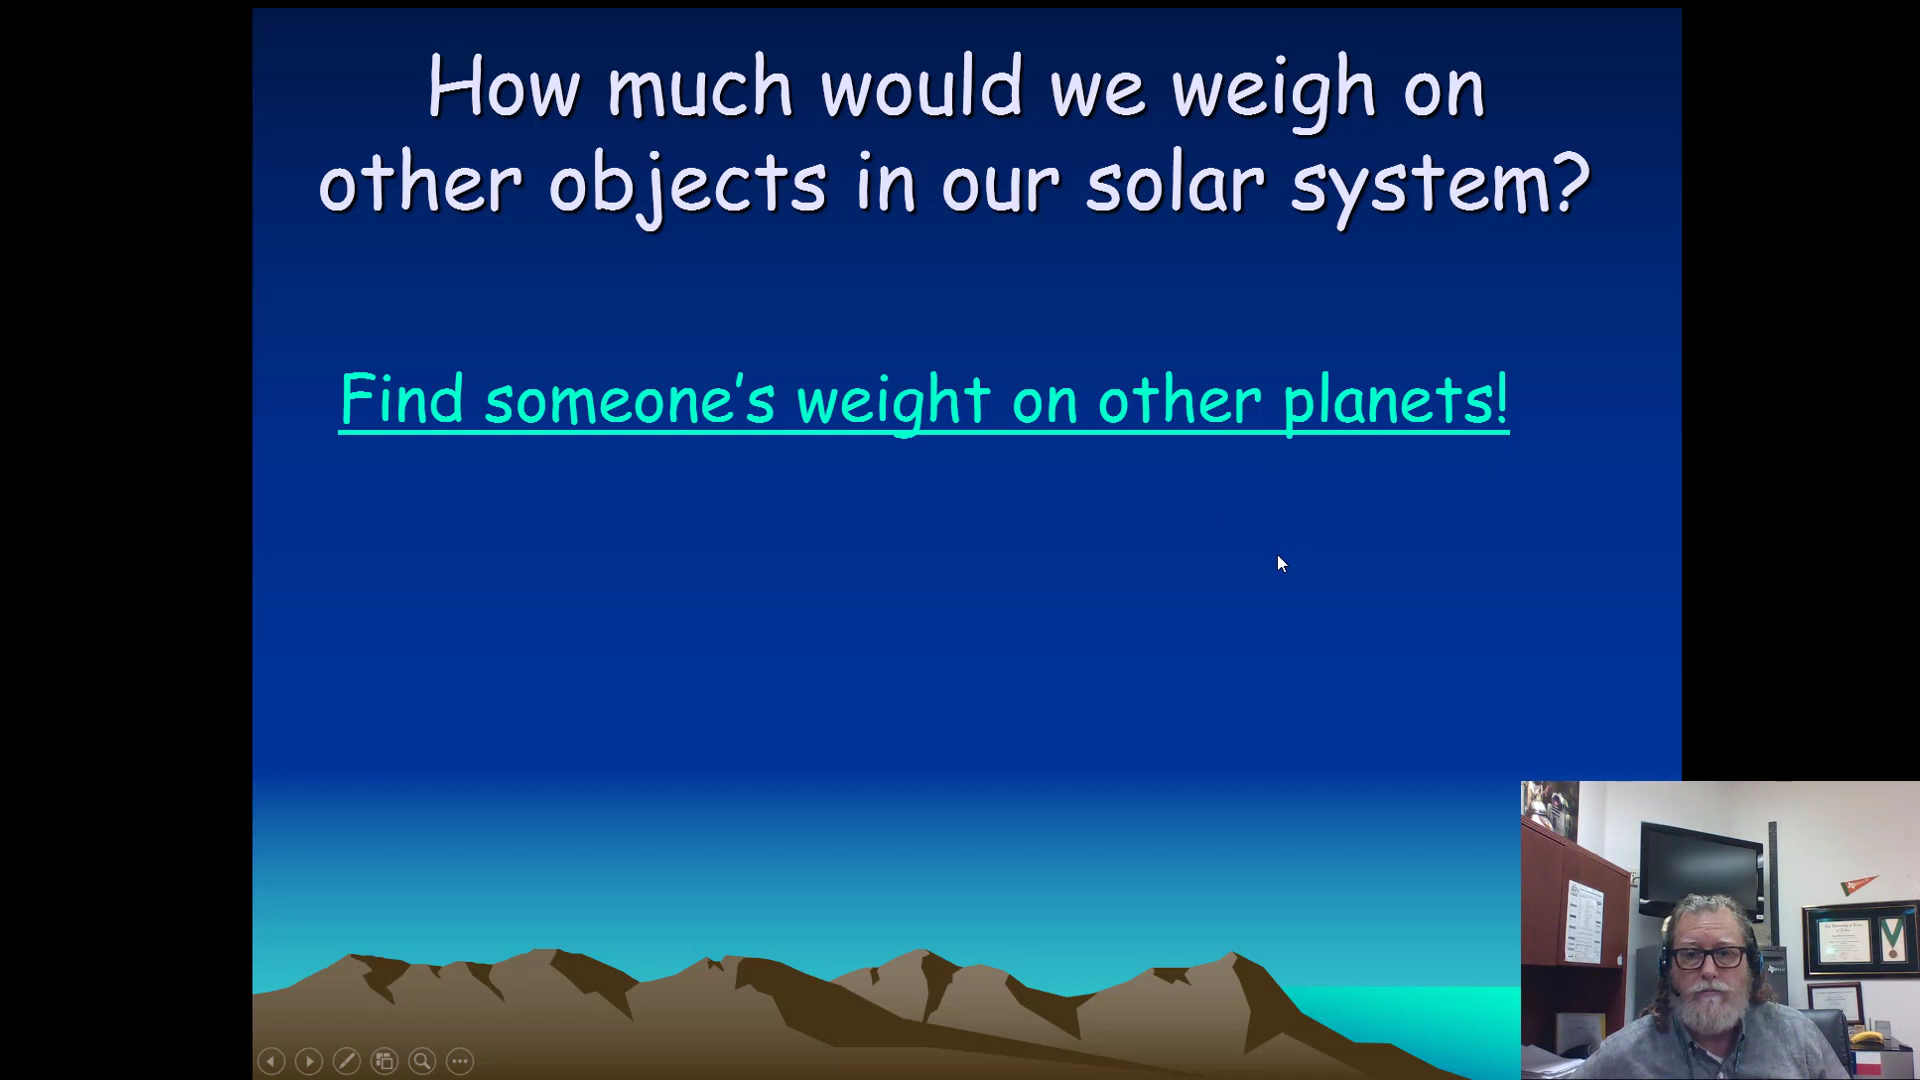 How much would we weigh on
other objects in our solar system?
Find someone’s weight on other planets!